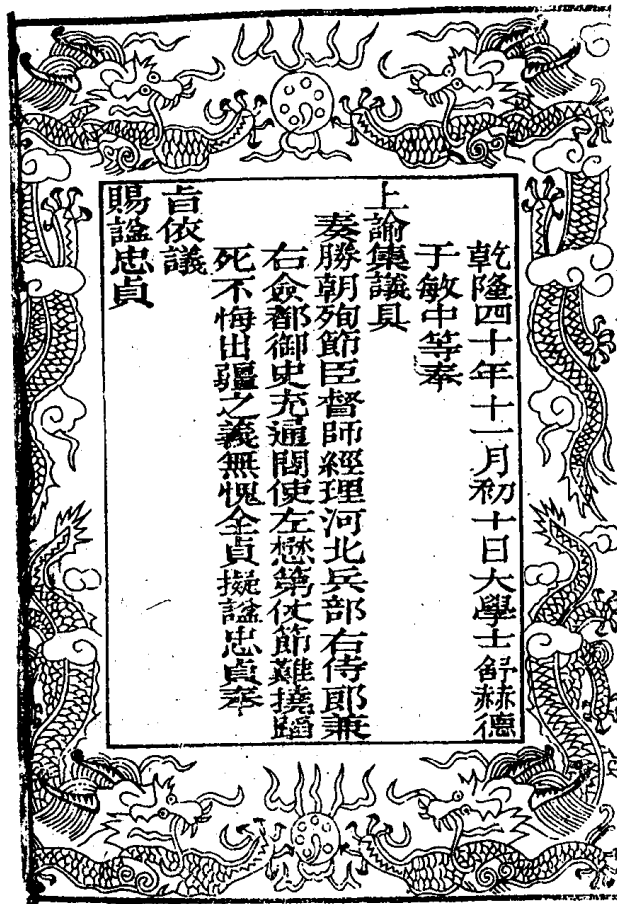 乾隆四十年十一月初十日大學士舒赫德
于敏中等奉
上諭集議具
奏勝朝殉節臣督師經理河北兵部右侍郎兼
右僉都御史充通閣使左懋第仗節難撓蹈
死不悔出疆之義無愧全貞擬諡忠貞奉
旨依議
賜諡忠貞